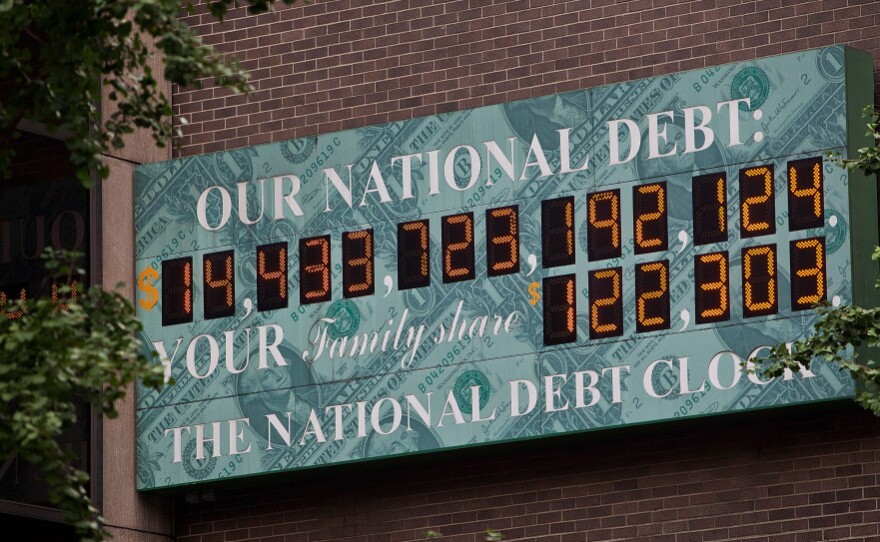 OUR NATIONAL DEBT:
$14,433,723,192,124.
YOUR Family share $122,303.
THE NATIONAL DEBT CLOCK